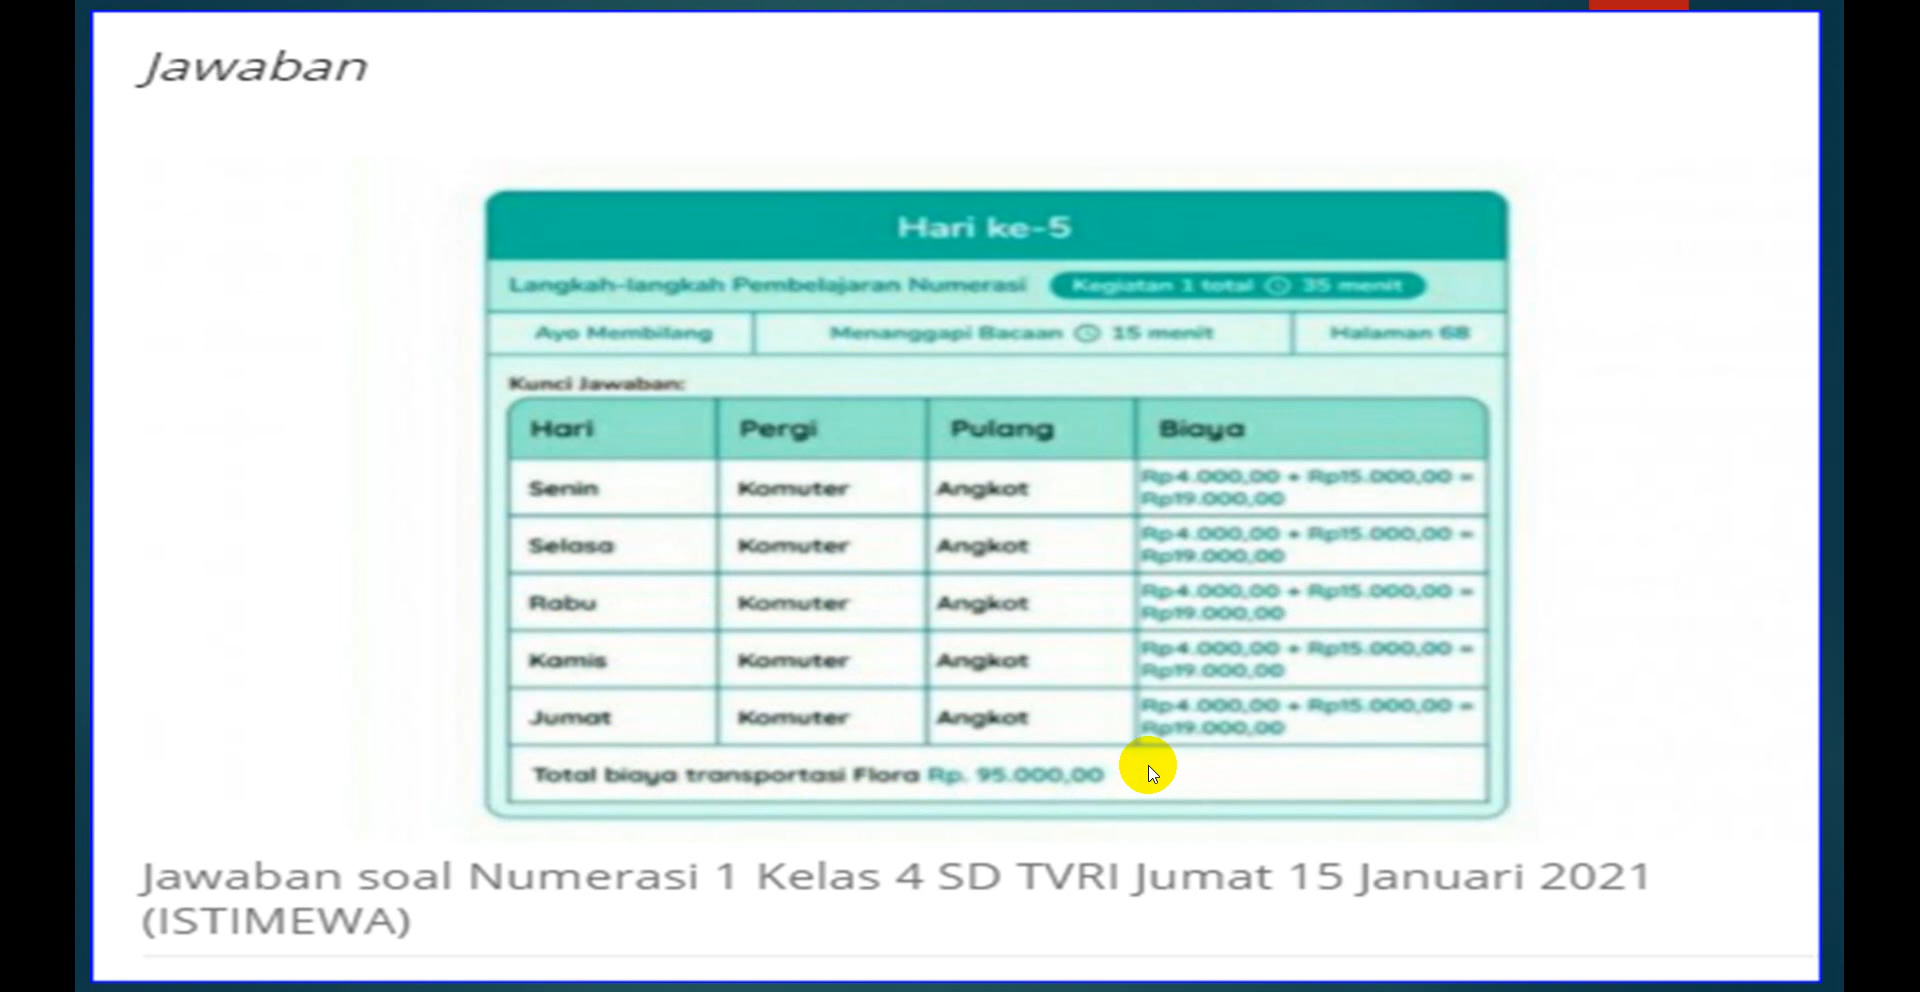 Jawaban
Hari ke-5
Langkah-langkah Pembelajaran Numerasi Kegiatan 1 total 35 menit
Ayo Membilang Menanggapi Bacaan 15 menit Halaman 68
Kunci Jawaban:
Hari Pergi Pulang Biaya
Senin Komuter Angkot Rp4.000,00 + Rp15.000,00 =
Rp19.000,00
Selasa Komuter Angkot Rp4.000,00 + Rp15.000,00 =
Rp19.000,00
Rabu Komuter Angkot Rp4.000,00 + Rp15.000,00 =
Rp19.000,00
Kamis Komuter Angkot Rp4.000,00 + Rp15.000,00 =
Rp19.000,00
Jumat Komuter Angkot Rp4.000,00 + Rp15.000,00 =
Rp19.000,00
Total biaya transportasi Flora Rp. 95.000,00
Jawaban soal Numerasi 1 Kelas 4 SD TVRI Jumat 15 Januari 2021
(ISTIMEWA)